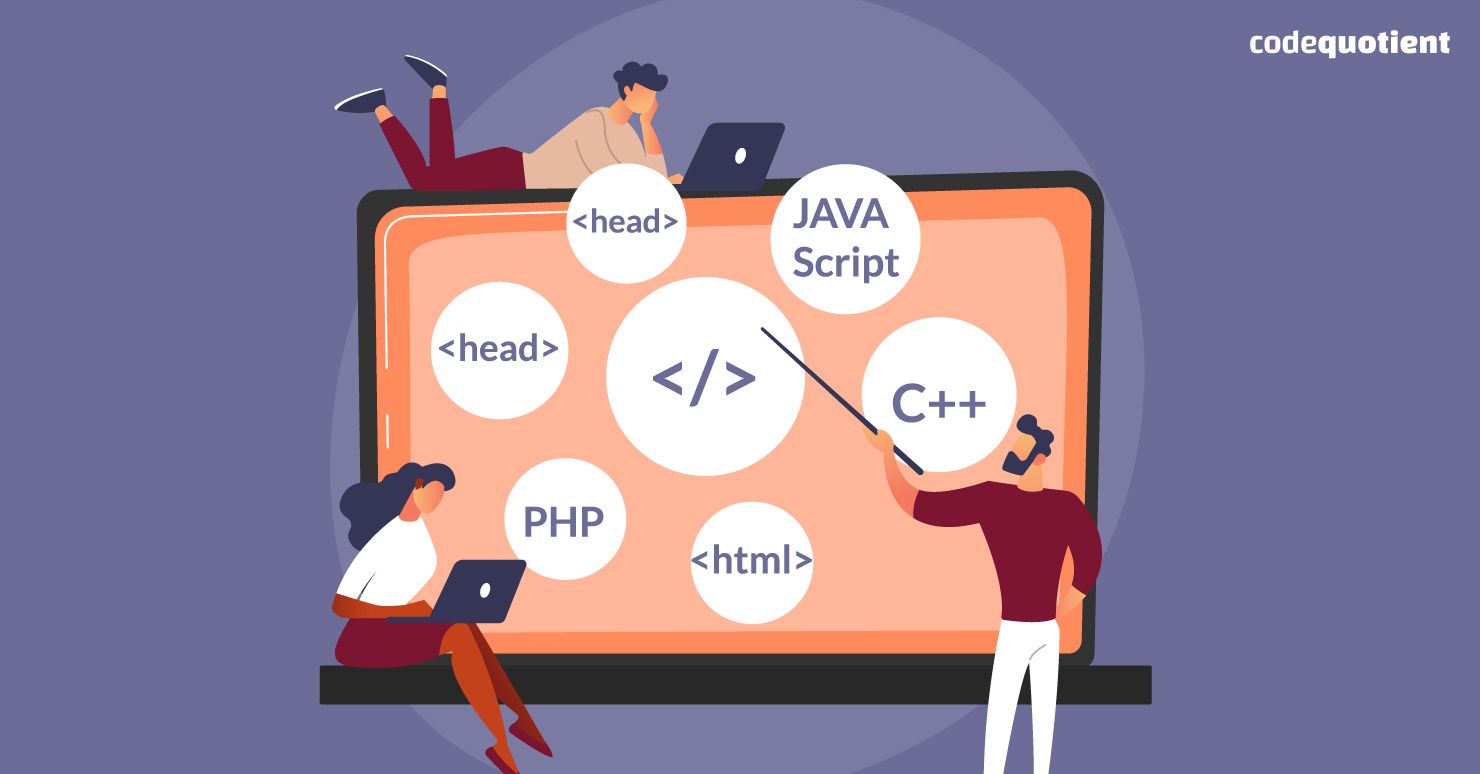 codequotient
<head>
JAVA
Script
<head>
</>
C++
PHP
<html>